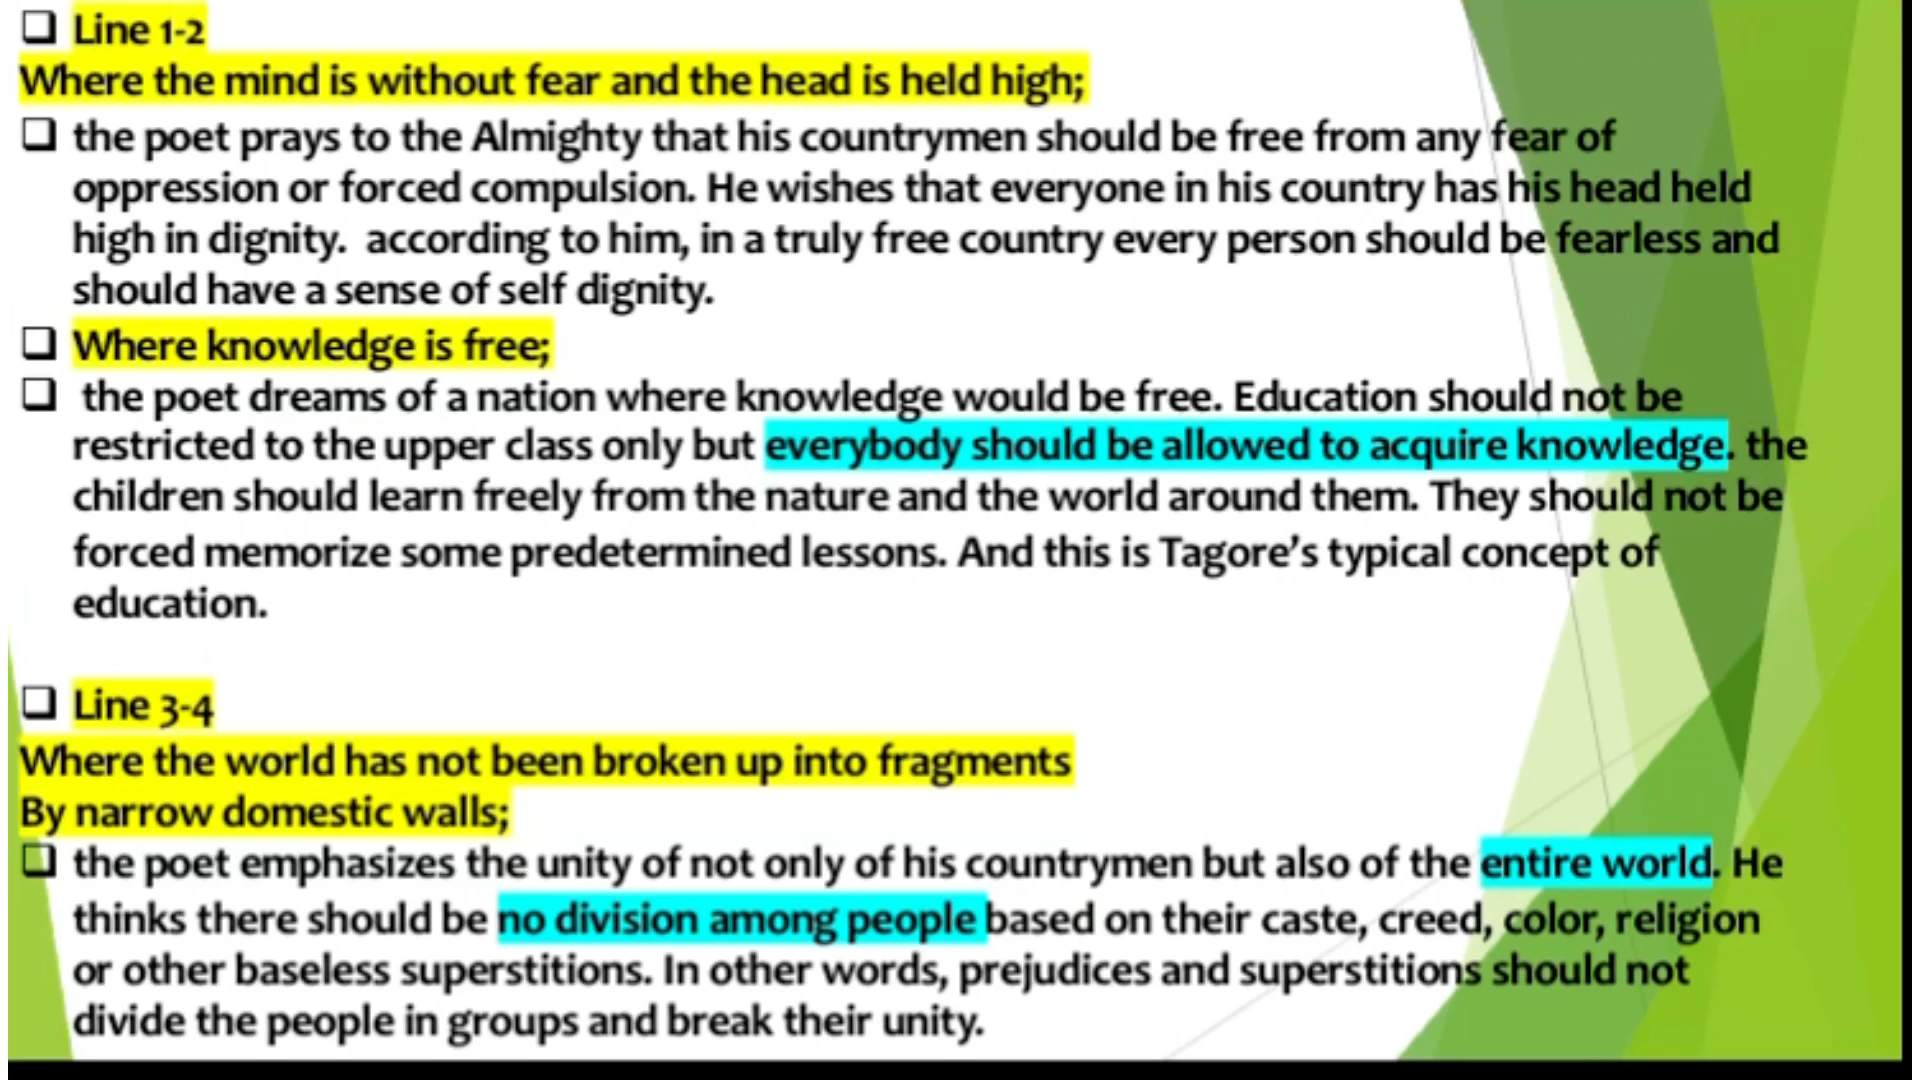 ❑ Line 1-2
Where the mind is without fear and the head is held high;
❑ the poet prays to the Almighty that his countrymen should be free from any fear of
oppression or forced compulsion. He wishes that everyone in his country has his head held
high in dignity.  according to him, in a truly free country every person should be fearless and
should have a sense of self dignity.
❑ Where knowledge is free;
❑ the poet dreams of a nation where knowledge would be free. Education should not be
restricted to the upper class only but everybody should be allowed to acquire knowledge. the
children should learn freely from the nature and the world around them. They should not be
forced memorize some predetermined lessons. And this is Tagore’s typical concept of
education.
❑ Line 3-4
Where the world has not been broken up into fragments
By narrow domestic walls;
❑ the poet emphasizes the unity of not only of his countrymen but also of the entire world. He
thinks there should be no division among people based on their caste, creed, color, religion
or other baseless superstitions. In other words, prejudices and superstitions should not
divide the people in groups and break their unity.